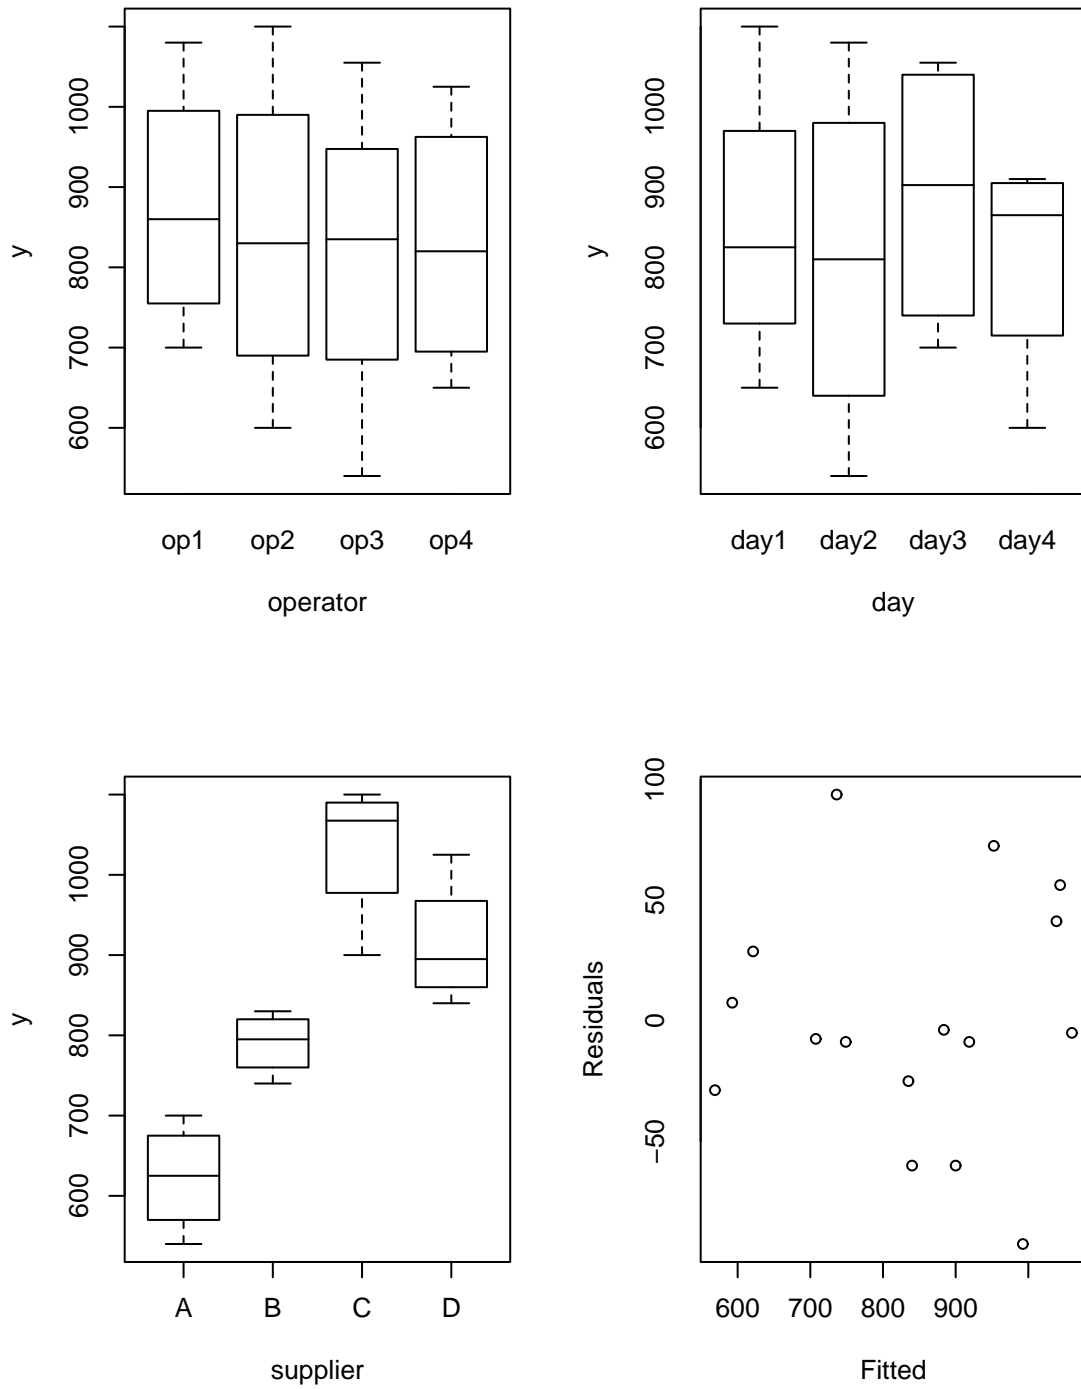 y
600 700 800 900 1000
op1 op2 op3 op4
operator
y
600 700 800 900 1000
day1 day2 day3 day4
day
y
600 700 800 900 1000
A B C D
supplier
Residuals
−50 0 50 100
600 700 800 900
Fitted